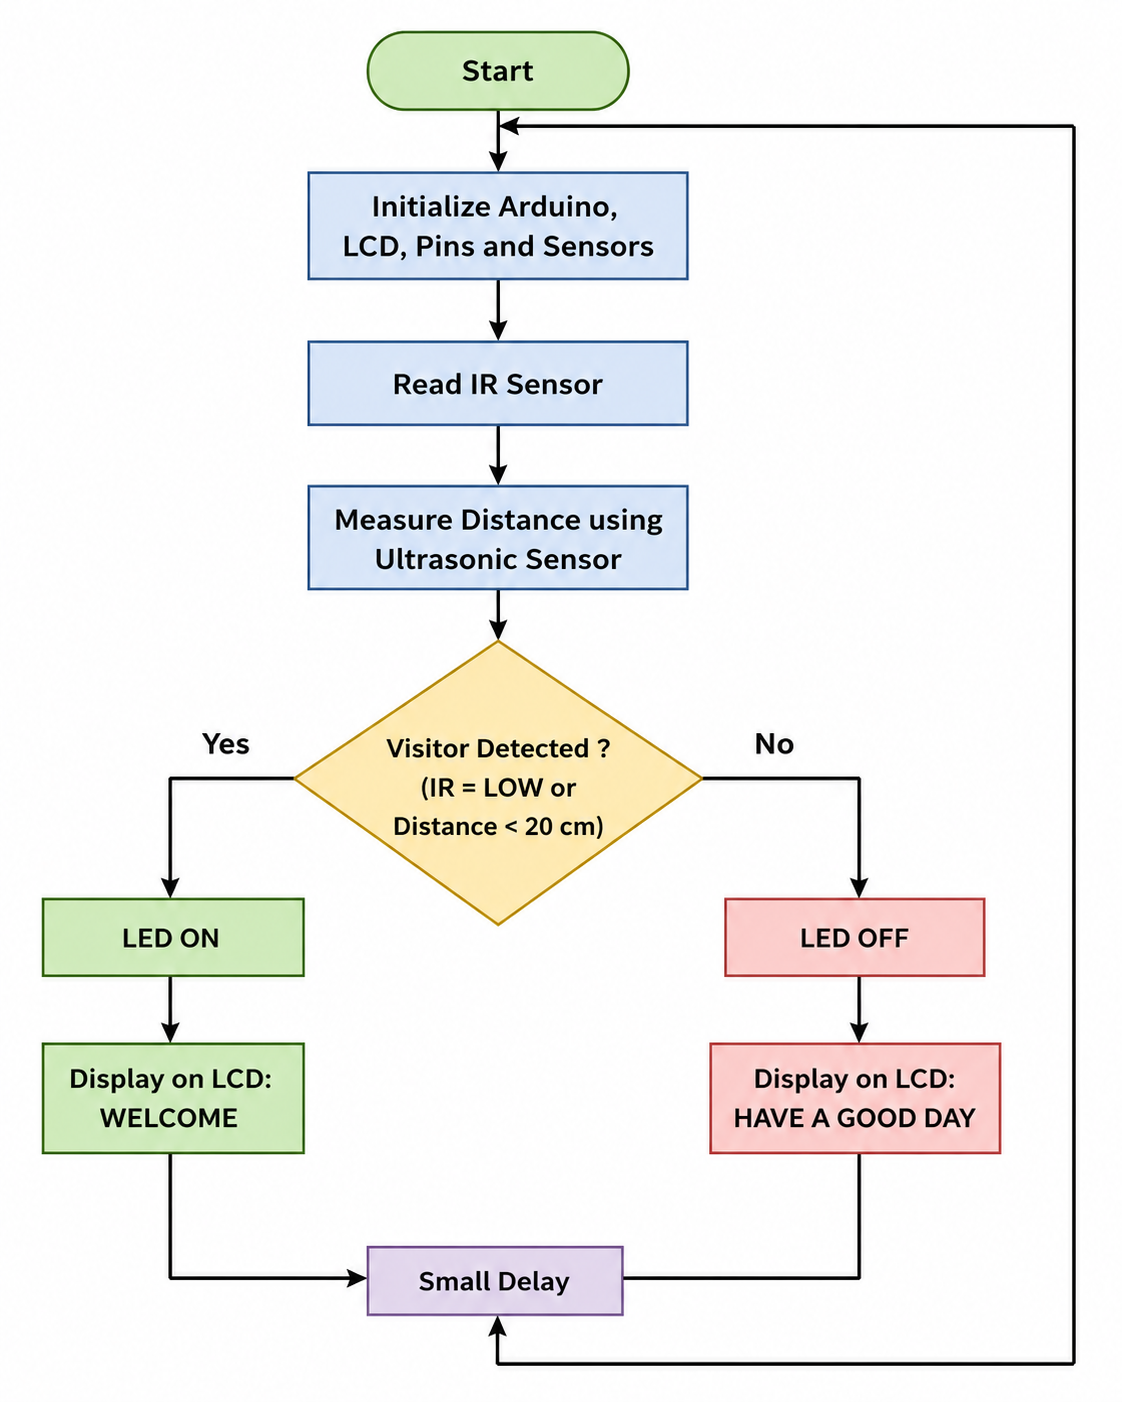 Start
Initialize Arduino,
LCD, Pins and Sensors
Read IR Sensor
Measure Distance using
Ultrasonic Sensor
Visitor Detected ?
(IR = LOW or
Distance < 20 cm)
Yes
No
LED ON
LED OFF
Display on LCD:
WELCOME
Display on LCD:
HAVE A GOOD DAY
Small Delay